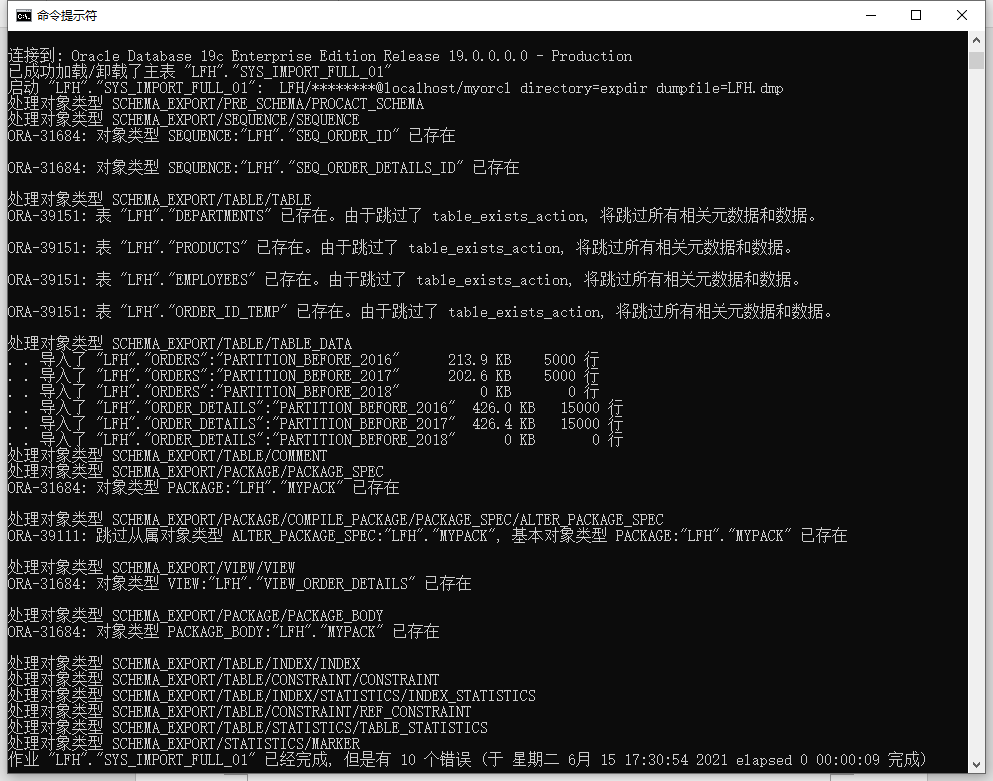 命令提示符
连接到: Oracle Database 19c Enterprise Edition Release 19.0.0.0.0 - Production
已成功加载/卸载了主表 "LFH"."SYS_IMPORT_FULL_01"
启动 "LFH"."SYS_IMPORT_FULL_01":  LFH/********@localhost/myorcl directory=expdir dumpfile=LFH.dmp
处理对象类型 SCHEMA_EXPORT/PRE_SCHEMA/PROCACT_SCHEMA
处理对象类型 SCHEMA_EXPORT/SEQUENCE/SEQUENCE
ORA-31684: 对象类型 SEQUENCE:"LFH"."SEQ_ORDER_ID" 已存在
ORA-31684: 对象类型 SEQUENCE:"LFH"."SEQ_ORDER_DETAILS_ID" 已存在
处理对象类型 SCHEMA_EXPORT/TABLE/TABLE
ORA-39151: 表 "LFH"."DEPARTMENTS" 已存在。由于跳过了 table_exists_action, 将跳过所有相关元数据和数据。
ORA-39151: 表 "LFH"."PRODUCTS" 已存在。由于跳过了 table_exists_action, 将跳过所有相关元数据和数据。
ORA-39151: 表 "LFH"."EMPLOYEES" 已存在。由于跳过了 table_exists_action, 将跳过所有相关元数据和数据。
ORA-39151: 表 "LFH"."ORDER_ID_TEMP" 已存在。由于跳过了 table_exists_action, 将跳过所有相关元数据和数据。
处理对象类型 SCHEMA_EXPORT/TABLE/TABLE_DATA
. . 导入了 "LFH"."ORDERS":"PARTITION_BEFORE_2016"      213.9 KB    5000 行
. . 导入了 "LFH"."ORDERS":"PARTITION_BEFORE_2017"      202.6 KB    5000 行
. . 导入了 "LFH"."ORDERS":"PARTITION_BEFORE_2018"          0 KB       0 行
. . 导入了 "LFH"."ORDER_DETAILS":"PARTITION_BEFORE_2016"  426.0 KB   15000 行
. . 导入了 "LFH"."ORDER_DETAILS":"PARTITION_BEFORE_2017"  426.4 KB   15000 行
. . 导入了 "LFH"."ORDER_DETAILS":"PARTITION_BEFORE_2018"      0 KB       0 行
处理对象类型 SCHEMA_EXPORT/TABLE/COMMENT
处理对象类型 SCHEMA_EXPORT/PACKAGE/PACKAGE_SPEC
ORA-31684: 对象类型 PACKAGE:"LFH"."MYPACK" 已存在
处理对象类型 SCHEMA_EXPORT/PACKAGE/COMPILE_PACKAGE/PACKAGE_SPEC/ALTER_PACKAGE_SPEC
ORA-39111: 跳过从属对象类型 ALTER_PACKAGE_SPEC:"LFH"."MYPACK", 基本对象类型 PACKAGE:"LFH"."MYPACK" 已存在
处理对象类型 SCHEMA_EXPORT/VIEW/VIEW
ORA-31684: 对象类型 VIEW:"LFH"."VIEW_ORDER_DETAILS" 已存在
处理对象类型 SCHEMA_EXPORT/PACKAGE/PACKAGE_BODY
ORA-31684: 对象类型 PACKAGE_BODY:"LFH"."MYPACK" 已存在
处理对象类型 SCHEMA_EXPORT/TABLE/INDEX/INDEX
处理对象类型 SCHEMA_EXPORT/TABLE/CONSTRAINT/CONSTRAINT
处理对象类型 SCHEMA_EXPORT/TABLE/INDEX/STATISTICS/INDEX_STATISTICS
处理对象类型 SCHEMA_EXPORT/TABLE/CONSTRAINT/REF_CONSTRAINT
处理对象类型 SCHEMA_EXPORT/TABLE/STATISTICS/TABLE_STATISTICS
处理对象类型 SCHEMA_EXPORT/STATISTICS/MARKER
作业 "LFH"."SYS_IMPORT_FULL_01" 已经完成, 但是有 10 个错误 (于 星期二 6月 15 17:30:54 2021 elapsed 0 00:00:09 完成)